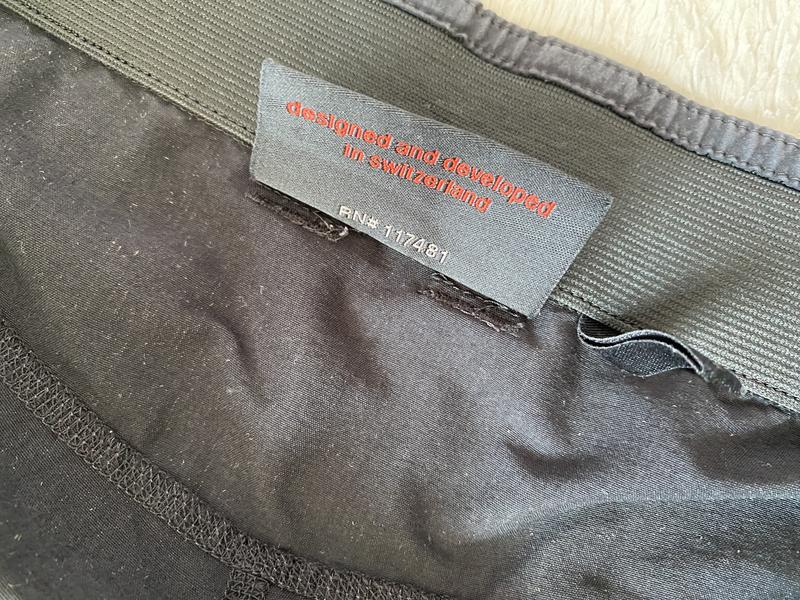 designed and developed
in switzerland
RN# 117481